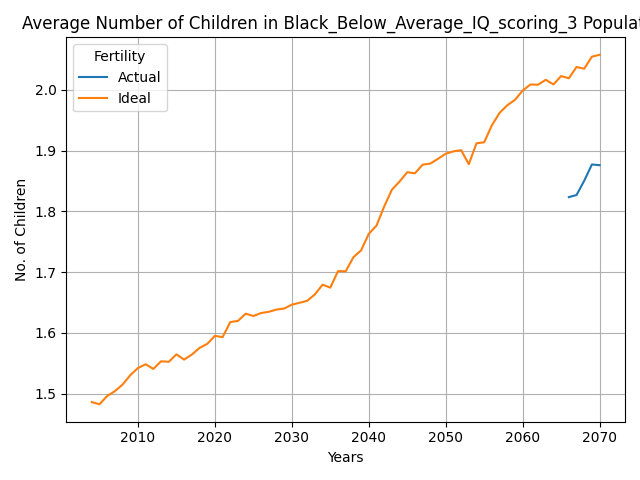 Average Number of Children in Black_Below_Average_IQ_scoring_3 Populat
Fertility
Actual
Ideal
2.0
1.9
1.8
1.7
1.6
1.5
No. of Children
2010 2020 2030 2040 2050 2060 2070
Years